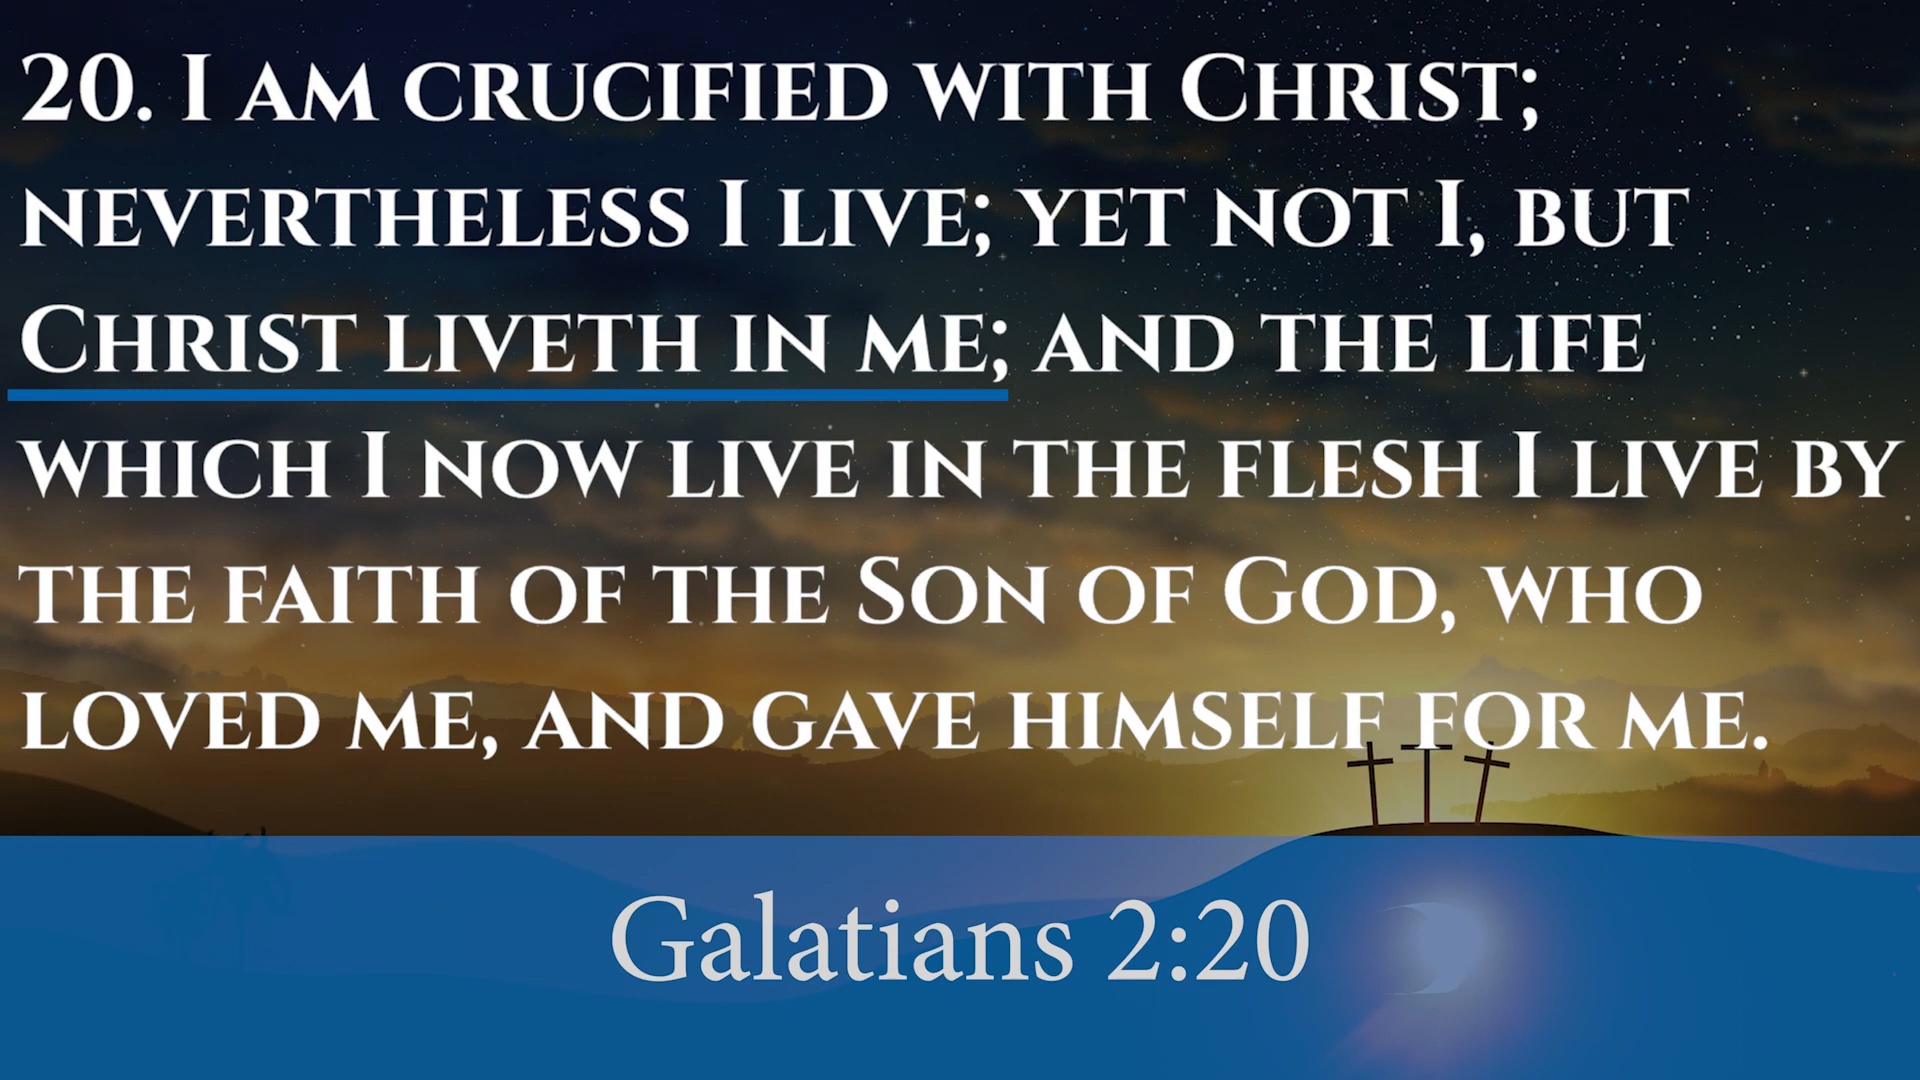 20. I am crucified with Christ;
nevertheless I live; yet not I, but
Christ liveth in me; and the life
which I now live in the flesh I live by
the faith of the Son of God, who
loved me, and gave himself for me.
Galatians 2:20